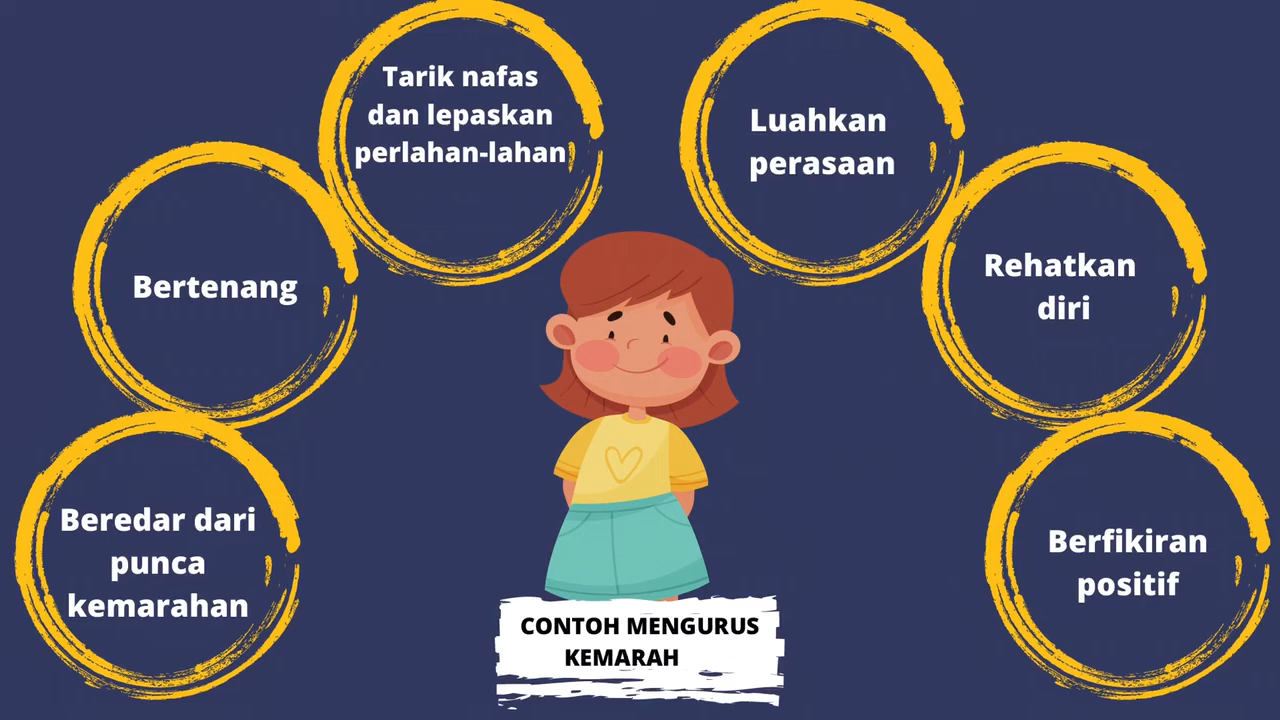 Tarik nafas
dan lepaskan
perlahan-lahan
Luahkan
perasaan
Bertenang
Rehatkan
diri
Beredar dari
punca
kemarahan
Berfikiran
positif
CONTOH MENGURUS
KEMARAH